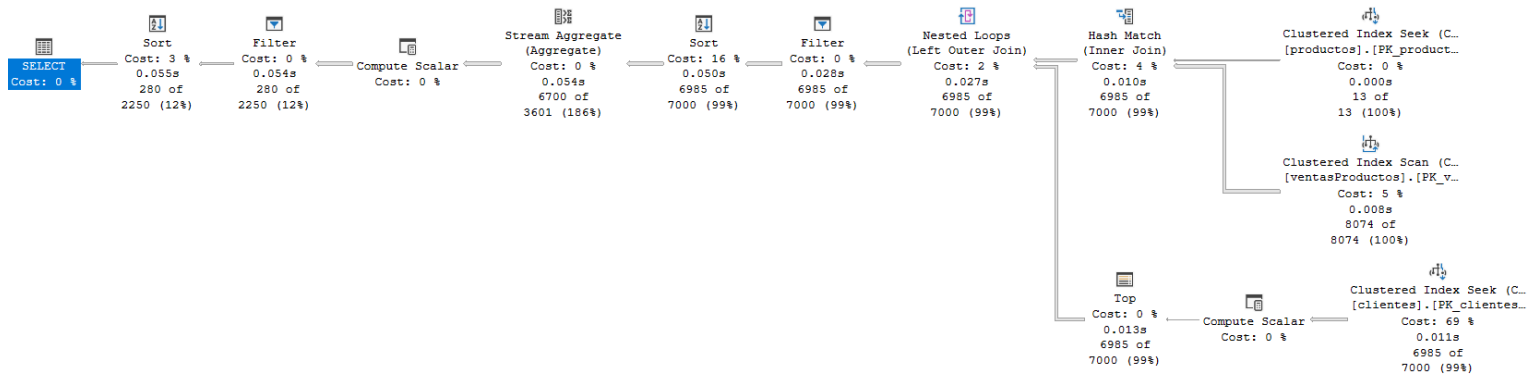 SELECT
Cost: 0 %
Sort
Cost: 3 %
0.055s
280 of
2250 (12%)
Filter
Cost: 0 %
0.054s
280 of
2250 (12%)
Compute Scalar
Cost: 0 %
Stream Aggregate
(Aggregate)
Cost: 0 %
0.054s
6700 of
3601 (186%)
Sort
Cost: 16 %
0.050s
6985 of
7000 (99%)
Filter
Cost: 0 %
0.028s
6985 of
7000 (99%)
Nested Loops
(Left Outer Join)
Cost: 2 %
0.027s
6985 of
7000 (99%)
Hash Match
(Inner Join)
Cost: 4 %
0.010s
6985 of
7000 (99%)
Clustered Index Seek (C…
[productos].[PK_product…
Cost: 0 %
0.000s
13 of
13 (100%)
Clustered Index Scan (C…
[ventasProductos].[PK_v…
Cost: 5 %
0.008s
8074 of
8074 (100%)
Top
Cost: 0 %
0.013s
6985 of
7000 (99%)
Compute Scalar
Cost: 0 %
Clustered Index Seek (C…
[clientes].[PK_clientes…
Cost: 69 %
0.011s
6985 of
7000 (99%)